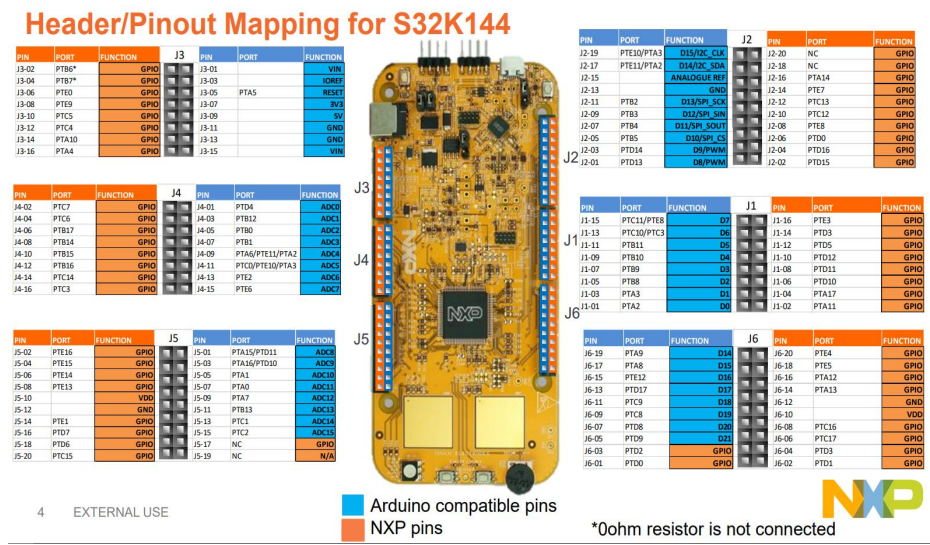 Header/Pinout Mapping for S32K144
PIN PORT FUNCTION J3 PIN PORT FUNCTION
J3-02 PTB6* GPIO J3-01 VIN
J3-04 PTB7* GPIO J3-03 IOREF
J3-06 PTE0 GPIO J3-05 PTA5 RESET
J3-08 PTE9 GPIO J3-07 3V3
J3-10 PTC5 GPIO J3-09 5V
J3-12 PTC4 GPIO J3-11 GND
J3-14 PTA10 GPIO J3-13 GND
J3-16 PTA4 GPIO J3-15 VIN
PIN PORT FUNCTION J4 PIN PORT FUNCTION
J4-02 PTC7 GPIO J4-01 PTD4 ADC0
J4-04 PTC6 GPIO J4-03 PTB12 ADC1
J4-06 PTB17 GPIO J4-05 PTB0 ADC2
J4-08 PTB14 GPIO J4-07 PTB1 ADC3
J4-10 PTB15 GPIO J4-09 PTA6/PTE11/PTA2 ADC4
J4-12 PTB16 GPIO J4-11 PTC0/PTE10/PTA3 ADC5
J4-14 PTC14 GPIO J4-13 PTE2 ADC6
J4-16 PTC3 GPIO J4-15 PTE6 ADC7
PIN PORT FUNCTION J5 PIN PORT FUNCTION
J5-02 PTE16 GPIO J5-01 PTA15/PTD11 ADC8
J5-04 PTE15 GPIO J5-03 PTA16/PTD10 ADC9
J5-06 PTE14 GPIO J5-05 PTA1 ADC10
J5-08 PTE13 GPIO J5-07 PTA0 ADC11
J5-10 VDD J5-09 PTA7 ADC12
J5-12 GND J5-11 PTB13 ADC13
J5-14 PTE1 GPIO J5-13 PTC1 ADC14
J5-16 PTD7 GPIO J5-15 PTC2 ADC15
J5-18 PTD6 GPIO J5-17 NC GPIO
J5-20 PTC15 GPIO J5-19 NC N/A
J3
J4
J5
NXP
NXP
J2
J1
J6
PIN PORT FUNCTION J2 PIN PORT FUNCTION
J2-19 PTE10/PTA3 D15/I2C_CLK J2-20 NC GPIO
J2-17 PTE11/PTA2 D14/I2C_SDA J2-18 NC GPIO
J2-15 ANALOGUE REF J2-16 PTA14 GPIO
J2-13 GND J2-14 PTE7 GPIO
J2-11 PTB2 D13/SPI_SCK J2-12 PTC13 GPIO
J2-09 PTB3 D12/SPI_SIN J2-10 PTC12 GPIO
J2-07 PTB4 D11/SPI_SOUT J2-08 PTE8 GPIO
J2-05 PTB5 D10/SPI_CS J2-06 PTD0 GPIO
J2-03 PTD14 D9/PWM J2-04 PTD16 GPIO
J2-01 PTD13 D8/PWM J2-02 PTD15 GPIO
PIN PORT FUNCTION J1 PIN PORT FUNCTION
J1-15 PTC11/PTE8 D7 J1-16 PTE3 GPIO
J1-13 PTC10/PTC3 D6 J1-14 PTD3 GPIO
J1-11 PTB11 D5 J1-12 PTD5 GPIO
J1-09 PTB10 D4 J1-10 PTD12 GPIO
J1-07 PTB9 D3 J1-08 PTD11 GPIO
J1-05 PTB8 D2 J1-06 PTD10 GPIO
J1-03 PTA3 D1 J1-04 PTA17 GPIO
J1-01 PTA2 D0 J1-02 PTA11 GPIO
PIN PORT FUNCTION J6 PIN PORT FUNCTION
J6-19 PTA9 D14 J6-20 PTE4 GPIO
J6-17 PTA8 D15 J6-18 PTE5 GPIO
J6-15 PTE12 D16 J6-16 PTA12 GPIO
J6-13 PTD17 D17 J6-14 PTA13 GPIO
J6-11 PTC9 D18 J6-12 GND
J6-09 PTC8 D19 J6-10 VDD
J6-07 PTD8 D20 J6-08 PTC16 GPIO
J6-05 PTD9 D21 J6-06 PTC17 GPIO
J6-03 PTD2 GPIO J6-04 PTD3 GPIO
J6-01 PTD0 GPIO J6-02 PTD1 GPIO
4 EXTERNAL USE
Arduino compatible pins
NXP pins
*0ohm resistor is not connected
NXP